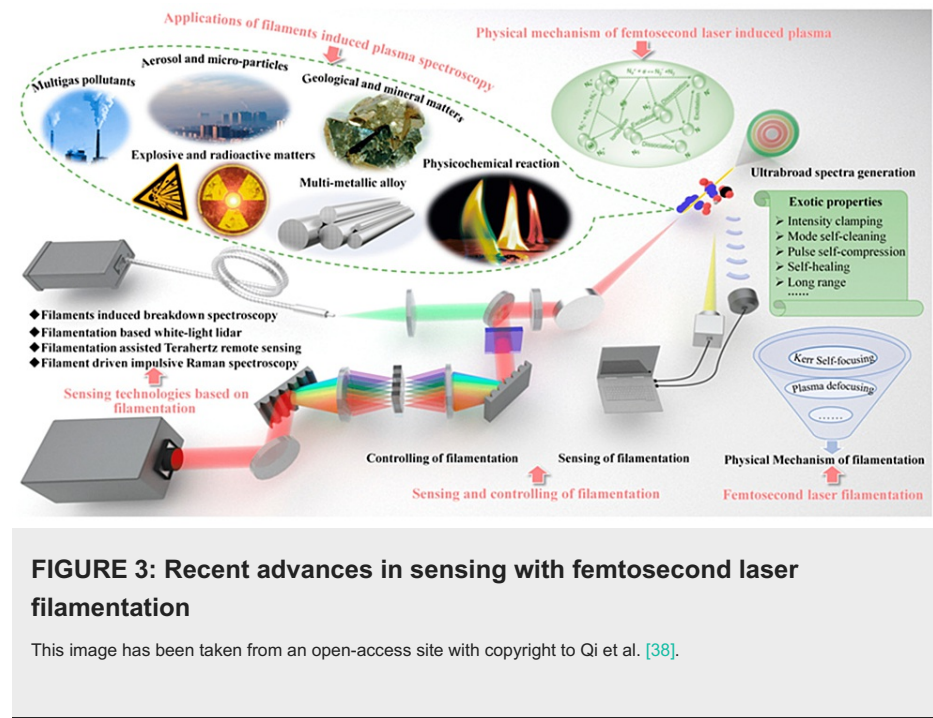 Applications of filaments induced plasma spectroscopy
Physical mechanism of femtosecond laser induced plasma
Multigas pollutants
Aerosol and micro-particles
Geological and mineral matters
Explosive and radioactive matters
Multi-metallic alloy
Physicochemical reaction
Ultrabroad spectra generation
Exotic properties
➢ Intensity clamping
➢ Mode self-cleaning
➢ Pulse self-compression
➢ Self-healing
➢ Long range
......
◆Filaments induced breakdown spectroscopy
◆Filamentation based white-light lidar
◆Filamentation assisted Terahertz remote sensing
◆Filament driven impulsive Raman spectroscopy
Sensing technologies based on
filamentation
Kerr Self-focusing
Plasma defocusing
......
Controlling of filamentation
Sensing of filamentation
Physical Mechanism of filamentation
Sensing and controlling of filamentation
Femtosecond laser filamentation
FIGURE 3: Recent advances in sensing with femtosecond laser
filamentation
This image has been taken from an open-access site with copyright to Qi et al. [38].